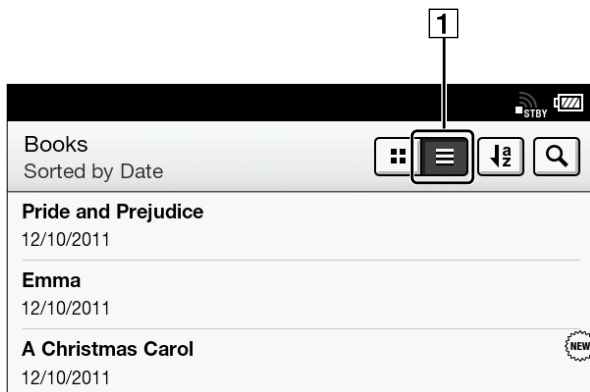 1
STBY
Books
Sorted by Date
a
z
Pride and Prejudice
12/10/2011
Emma
12/10/2011
A Christmas Carol
NEW
12/10/2011